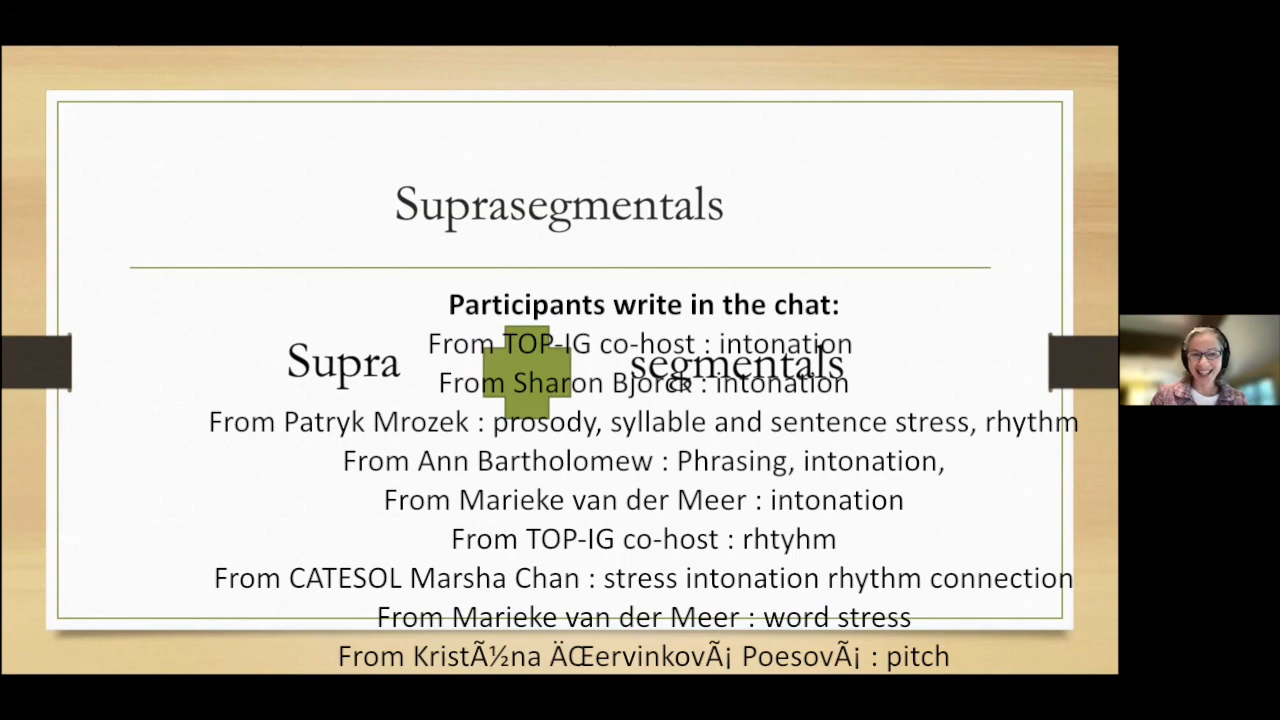 Suprasegmentals
Participants write in the chat:
From TOP-IG co-host : intonation
Supra segmentals
From Sharon Bjorck : intonation
From Patryk Mrozek : prosody, syllable and sentence stress, rhythm
From Ann Bartholomew : Phrasing, intonation,
From Marieke van der Meer : intonation
From TOP-IG co-host : rhtyhm
From CATESOL Marsha Chan : stress intonation rhythm connection
From Marieke van der Meer : word stress
From KristÃ½na ÄŒervinkovÃ¡ PoesovÃ¡ : pitch